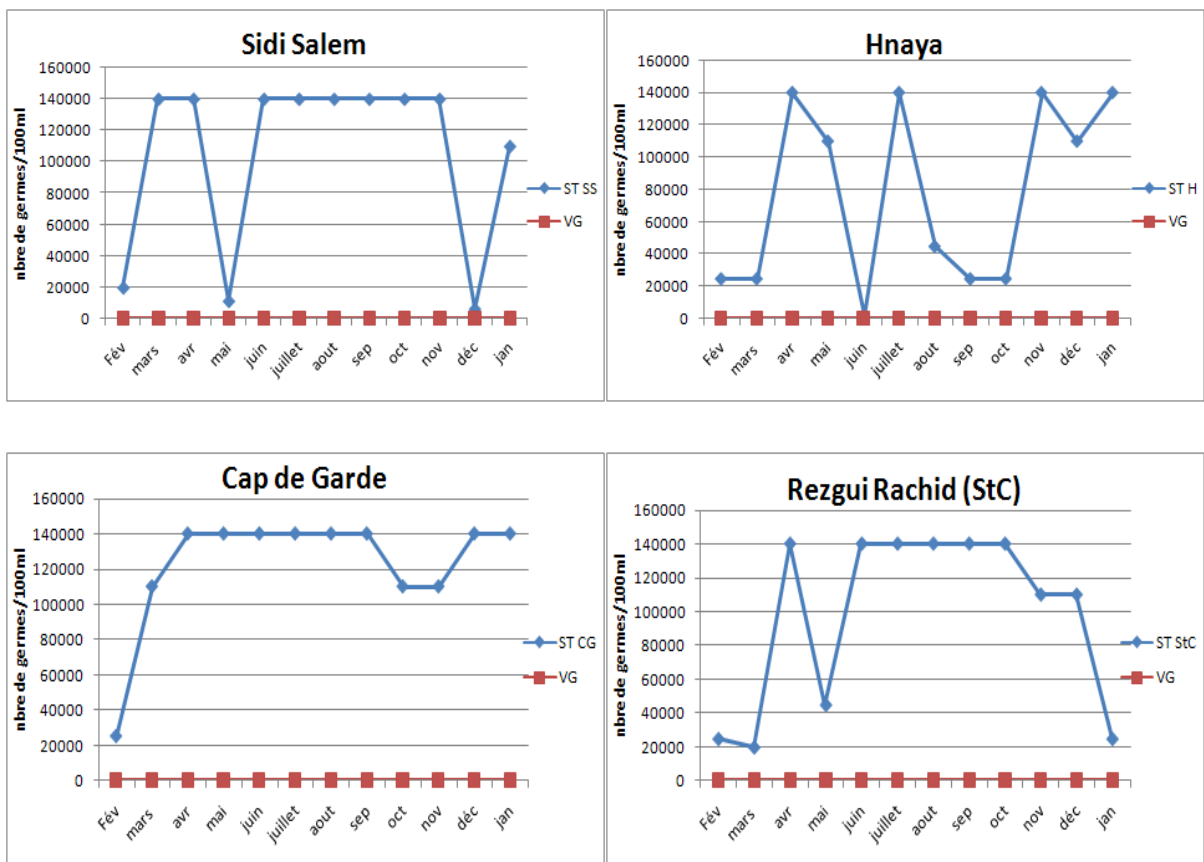 Sidi Salem
nbre de germes/100ml
160000
140000
120000
100000
80000
60000
40000
20000
0
Fév mars avr mai juin juillet aout sep oct nov déc jan
ST SS
VG
Hnaya
nbre de germes/100ml
160000
140000
120000
100000
80000
60000
40000
20000
0
Fév mars avr mai juin juillet aout sep oct nov déc jan
ST H
VG
Cap de Garde
nbre de germes/100ml
160000
140000
120000
100000
80000
60000
40000
20000
0
Fév mars avr mai juin juillet aout sep oct nov déc jan
ST CG
VG
Rezgui Rachid (StC)
nbre de germes/100ml
160000
140000
120000
100000
80000
60000
40000
20000
0
Fév mars avr mai juin juillet aout sep oct nov déc jan
ST StC
VG